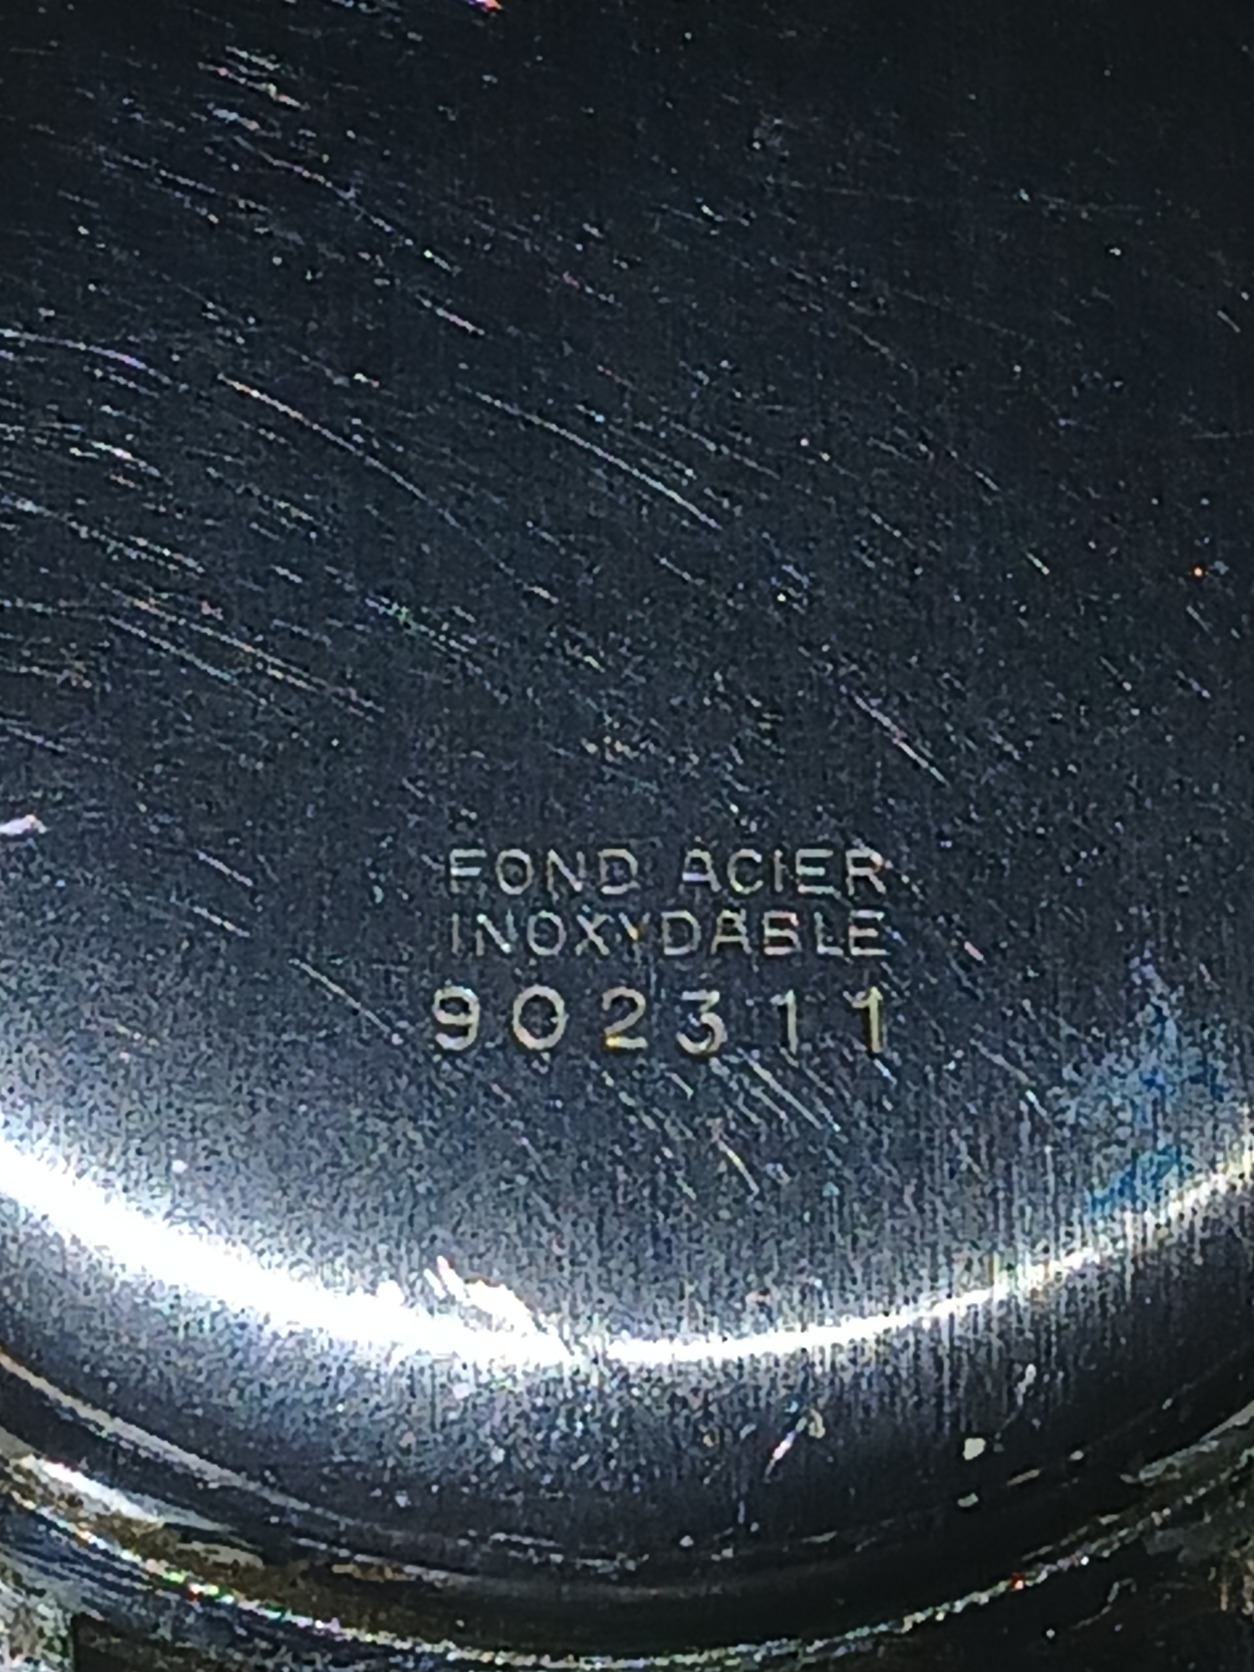 FOND ACIER
INOXYDABLE
902311